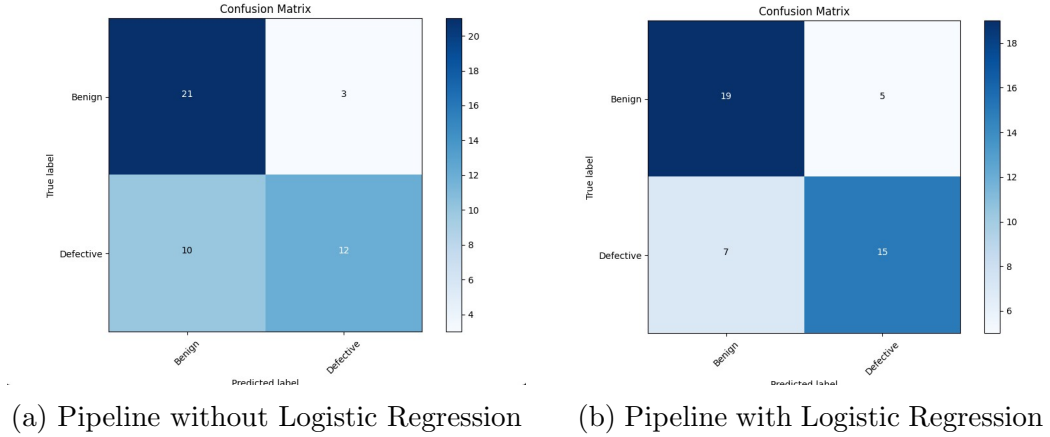 Confusion Matrix
21
3
10
12
Benign
Defective
True label
Benign
Defective
Predicted label
20
18
16
14
12
10
8
6
4
(a) Pipeline without Logistic Regression
Confusion Matrix
19
5
7
15
Benign
Defective
True label
Benign
Defective
Predicted label
18
16
14
12
10
8
6
(b) Pipeline with Logistic Regression